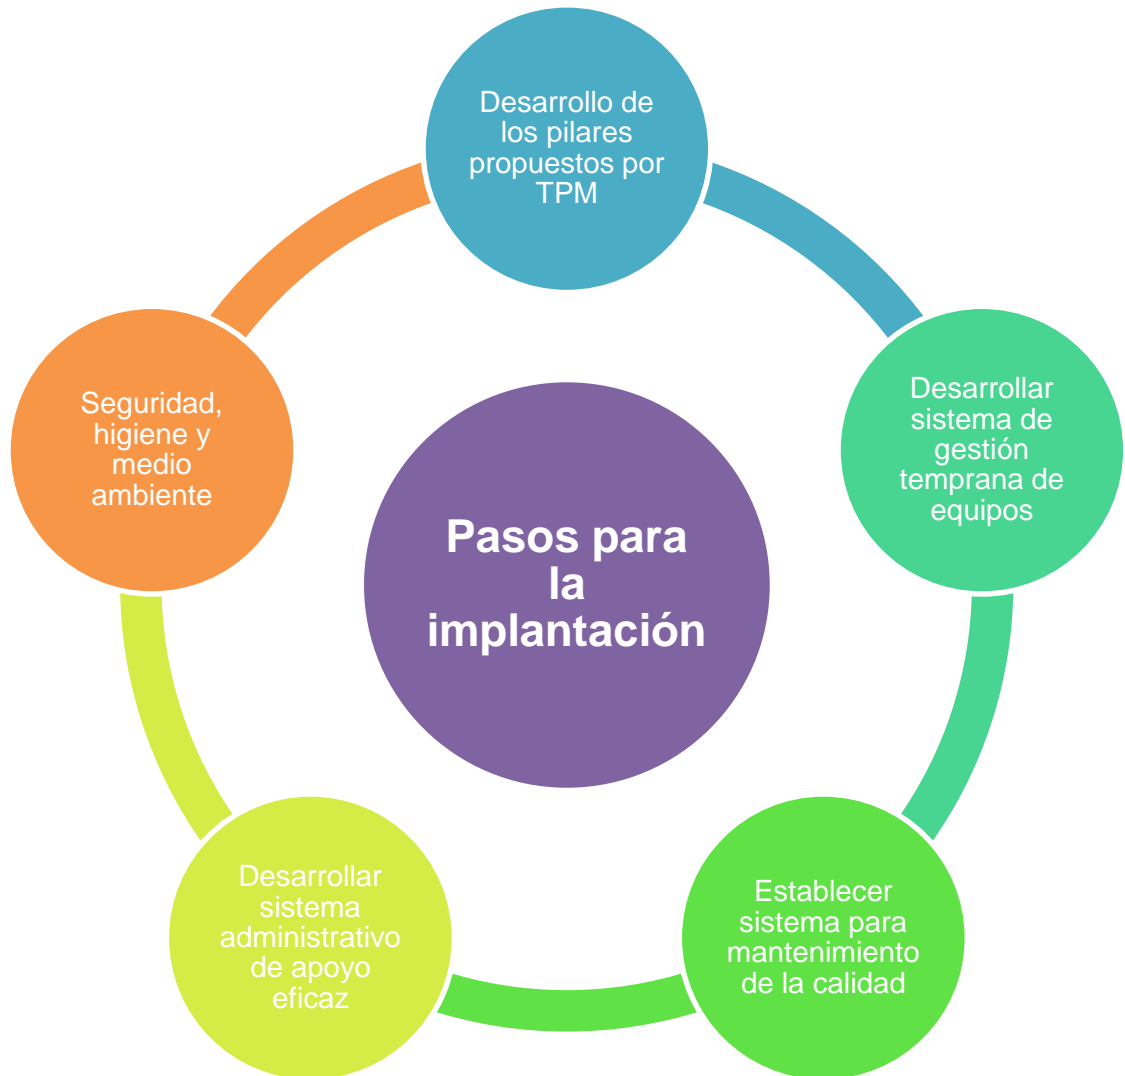 Desarrollo de
los pilares
propuestos por
TPM
Seguridad,
higiene y
medio
ambiente
Desarrollar
sistema de
gestión
temprana de
equipos
Pasos para
la
implantación
Desarrollar
sistema
administrativo
de apoyo
eficaz
Establecer
sistema para
mantenimiento
de la calidad